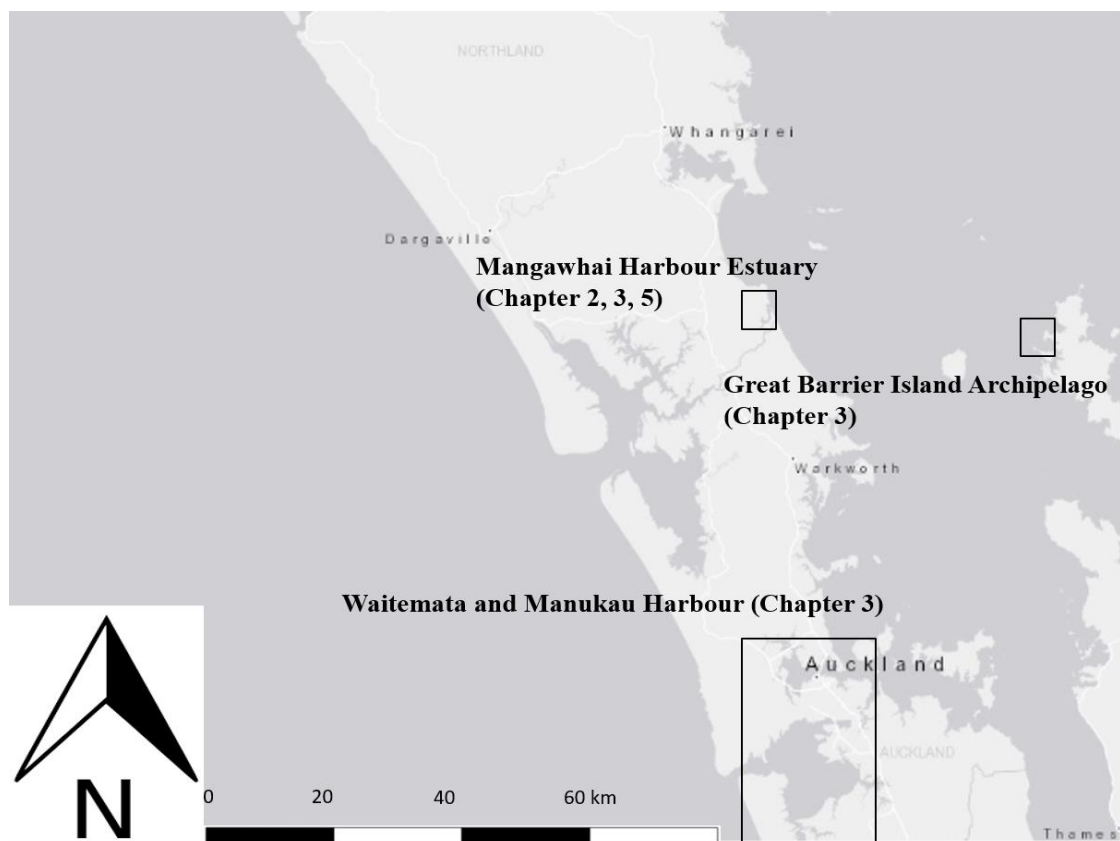 NORTHLAND
Whangarei
Dargaville
Mangawhai Harbour Estuary
(Chapter 2, 3, 5)
Great Barrier Island Archipelago
(Chapter 3)
Warkworth
Waitemata and Manukau Harbour (Chapter 3)
Auckland
AUCKLAND
N
0 20 40 60 km
Thames